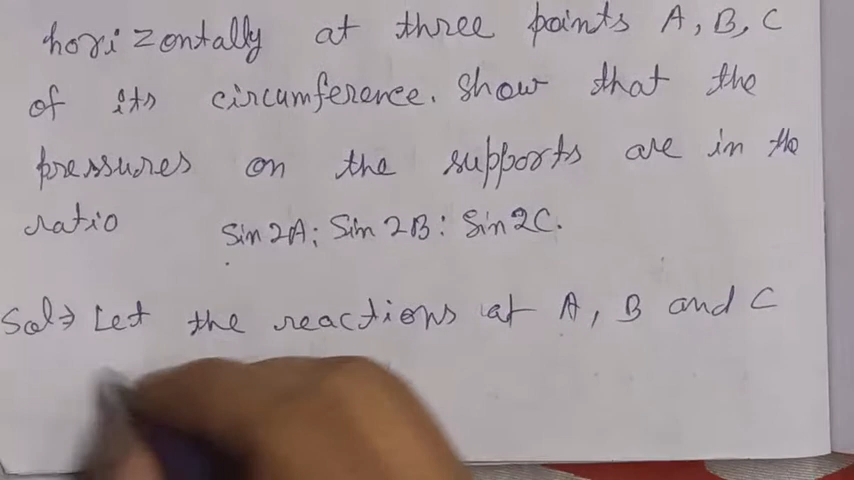 horizontally at three points A, B, C
of its circumference. show that the
pressures on the supports are in the
ratio Sin 2A: Sin 2B: Sin 2C.
Sol→ Let the reactions at A, B and C